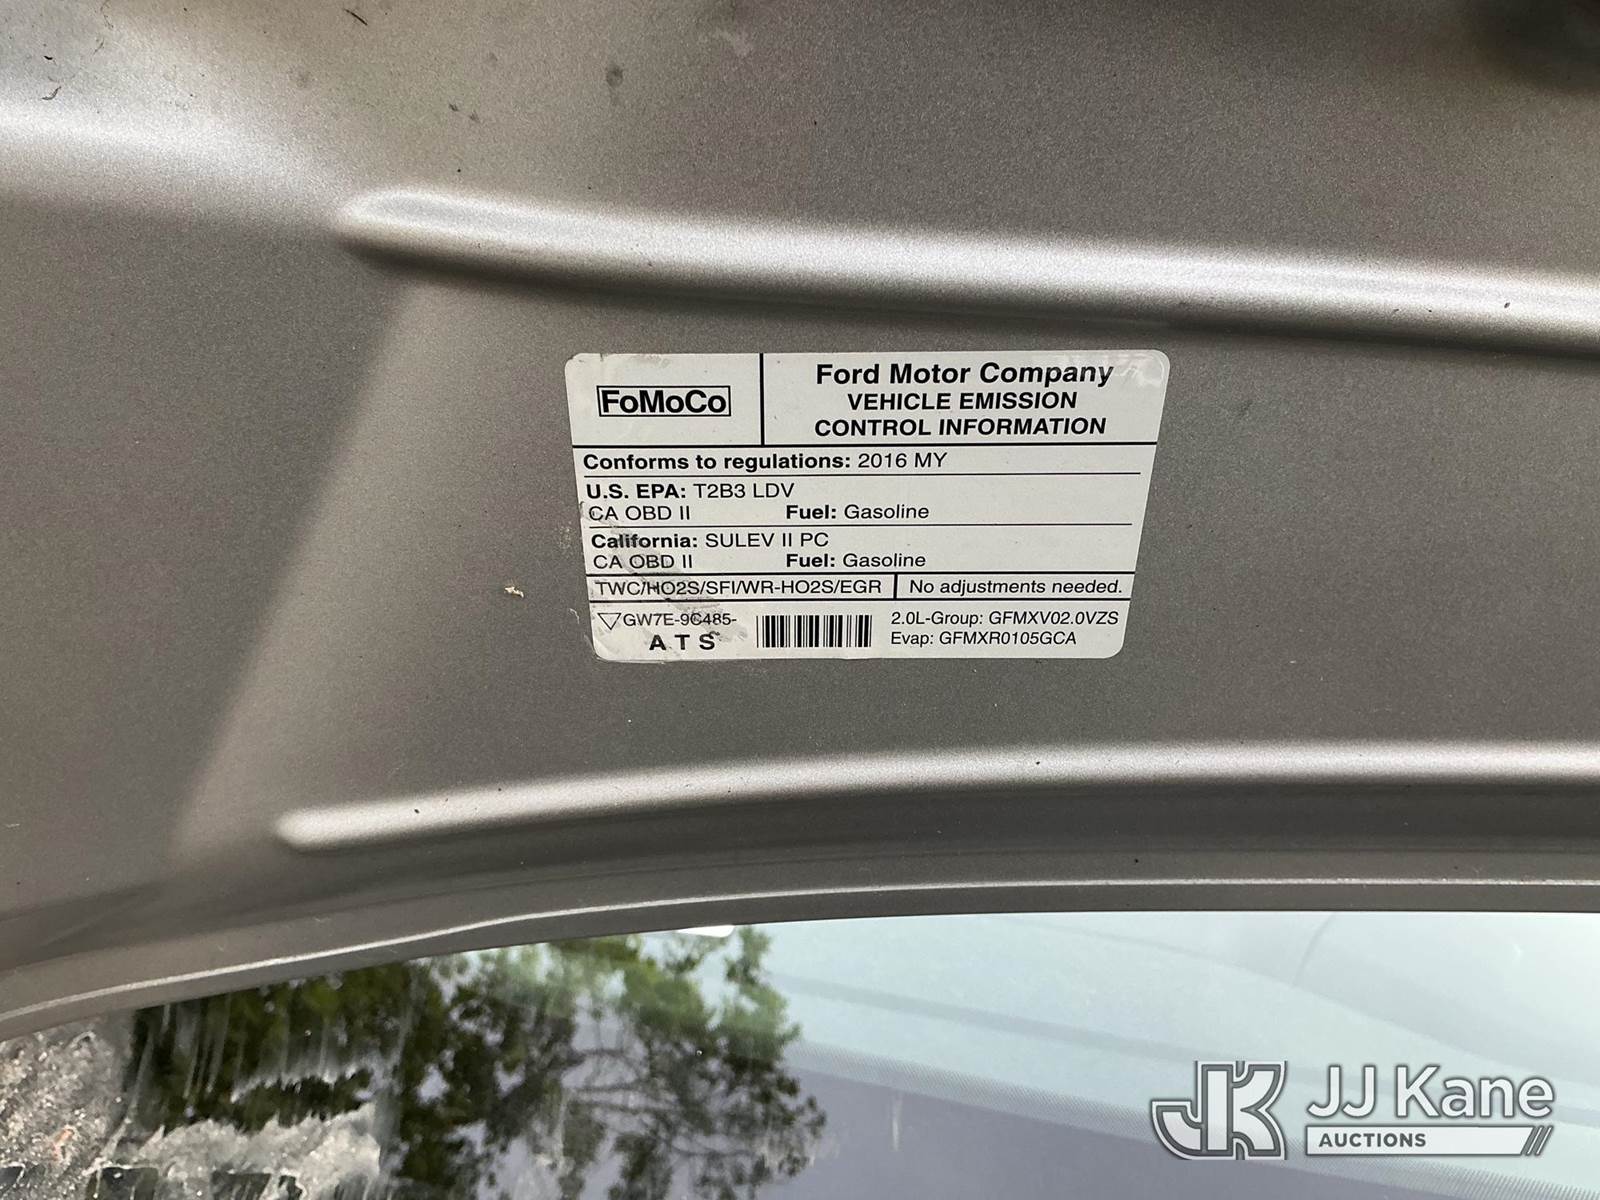 FoMoCo
Ford Motor Company
VEHICLE EMISSION
CONTROL INFORMATION
Conforms to regulations: 2016 MY
U.S. EPA: T2B3 LDV
CA OBD II Fuel: Gasoline
California: SULEV II PC
CA OBD II Fuel: Gasoline
TWC/HO2S/SFI/WR-HO2S/EGR No adjustments needed.
GW7E-9C485-
ATS
2.0L-Group: GFMXV02.0VZS
Evap: GFMXR0105GCA
JK JJ Kane
AUCTIONS